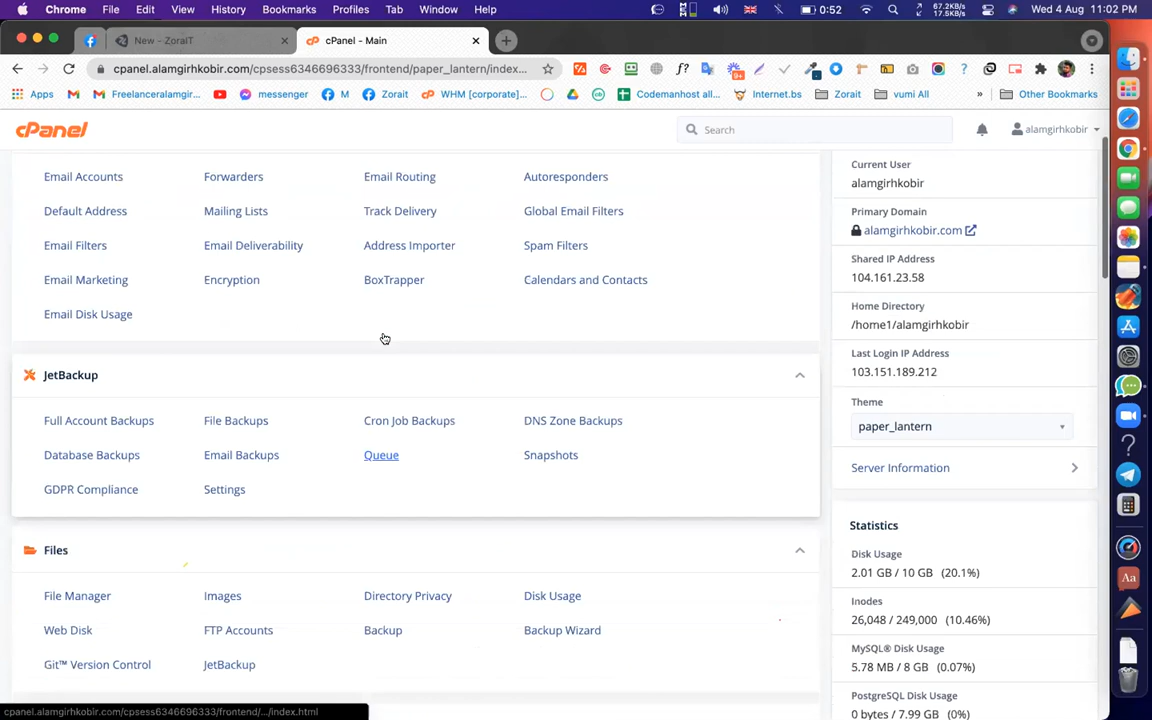 Chrome File Edit View History Bookmarks Profiles Tab Window Help 0:52 67.2KB/s 17.5KB/s Wed 4 Aug 11:02 PM
New - ZoraIT
cPanel - Main
cpanel.alamgirhkobir.com/cpsess6346696333/frontend/paper_lantern/index...
Apps Freelanceralamgir... messenger M Zorait WHM [corporate]... Codemanhost all... Internet.bs Zorait vumi All » Other Bookmarks
cPanel Search alamgirhkobir
Email Accounts Forwarders Email Routing Autoresponders
Default Address Mailing Lists Track Delivery Global Email Filters
Email Filters Email Deliverability Address Importer Spam Filters
Email Marketing Encryption BoxTrapper Calendars and Contacts
Email Disk Usage
JetBackup
Full Account Backups File Backups Cron Job Backups DNS Zone Backups
Database Backups Email Backups Queue Snapshots
GDPR Compliance Settings
Files
File Manager Images Directory Privacy Disk Usage
Web Disk FTP Accounts Backup Backup Wizard
Git™ Version Control JetBackup
Current User
alamgirhkobir
Primary Domain
alamgirhkobir.com
Shared IP Address
104.161.23.58
Home Directory
/home1/alamgirhkobir
Last Login IP Address
103.151.189.212
Theme
paper_lantern
Server Information
Statistics
Disk Usage
2.01 GB / 10 GB (20.1%)
Inodes
26,048 / 249,000 (10.46%)
MySQL® Disk Usage
5.78 MB / 8 GB (0.07%)
PostgreSQL Disk Usage
0 bytes / 7.99 GB (0%)
cpanel.alamgirhkobir.com/cpsess6346696333/frontend/.../index.html